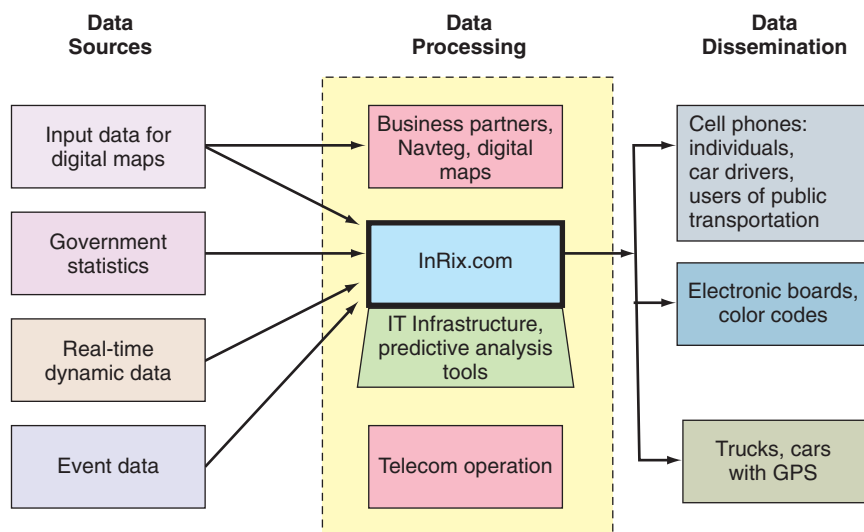 Data
Sources
Data
Processing
Data
Dissemination
Input data for
digital maps
Government
statistics
Real-time
dynamic data
Event data
Business partners,
Navteg, digital
maps
InRix.com
IT Infrastructure,
predictive analysis
tools
Telecom operation
Cell phones:
individuals,
car drivers,
users of public
transportation
Electronic boards,
color codes
Trucks, cars
with GPS